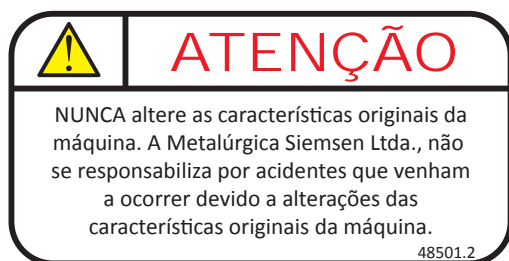 ATENÇÃO
NUNCA altere as características originais da
máquina. A Metalúrgica Siemsen Ltda., não
se responsabiliza por acidentes que venham
a ocorrer devido a alterações das
características originais da máquina.
48501.2